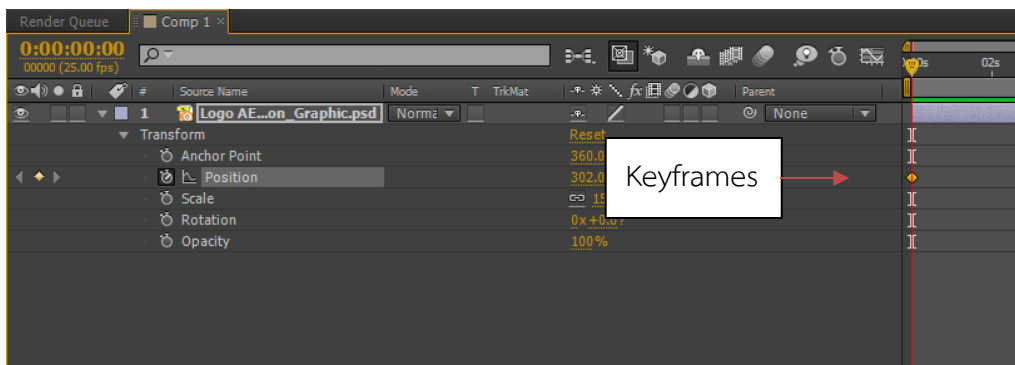 Render Queue Comp 1 ×
0:00:00:00
00000 (25.00 fps) 02s
# Source Name Mode T TrkMat fx Parent
1 Logo AE...on_Graphic.psd Norma None
Transform Reset
Anchor Point 360.0
Position 302.0
Keyframes
Scale 15
Rotation 0x+0.0?
Opacity 100%